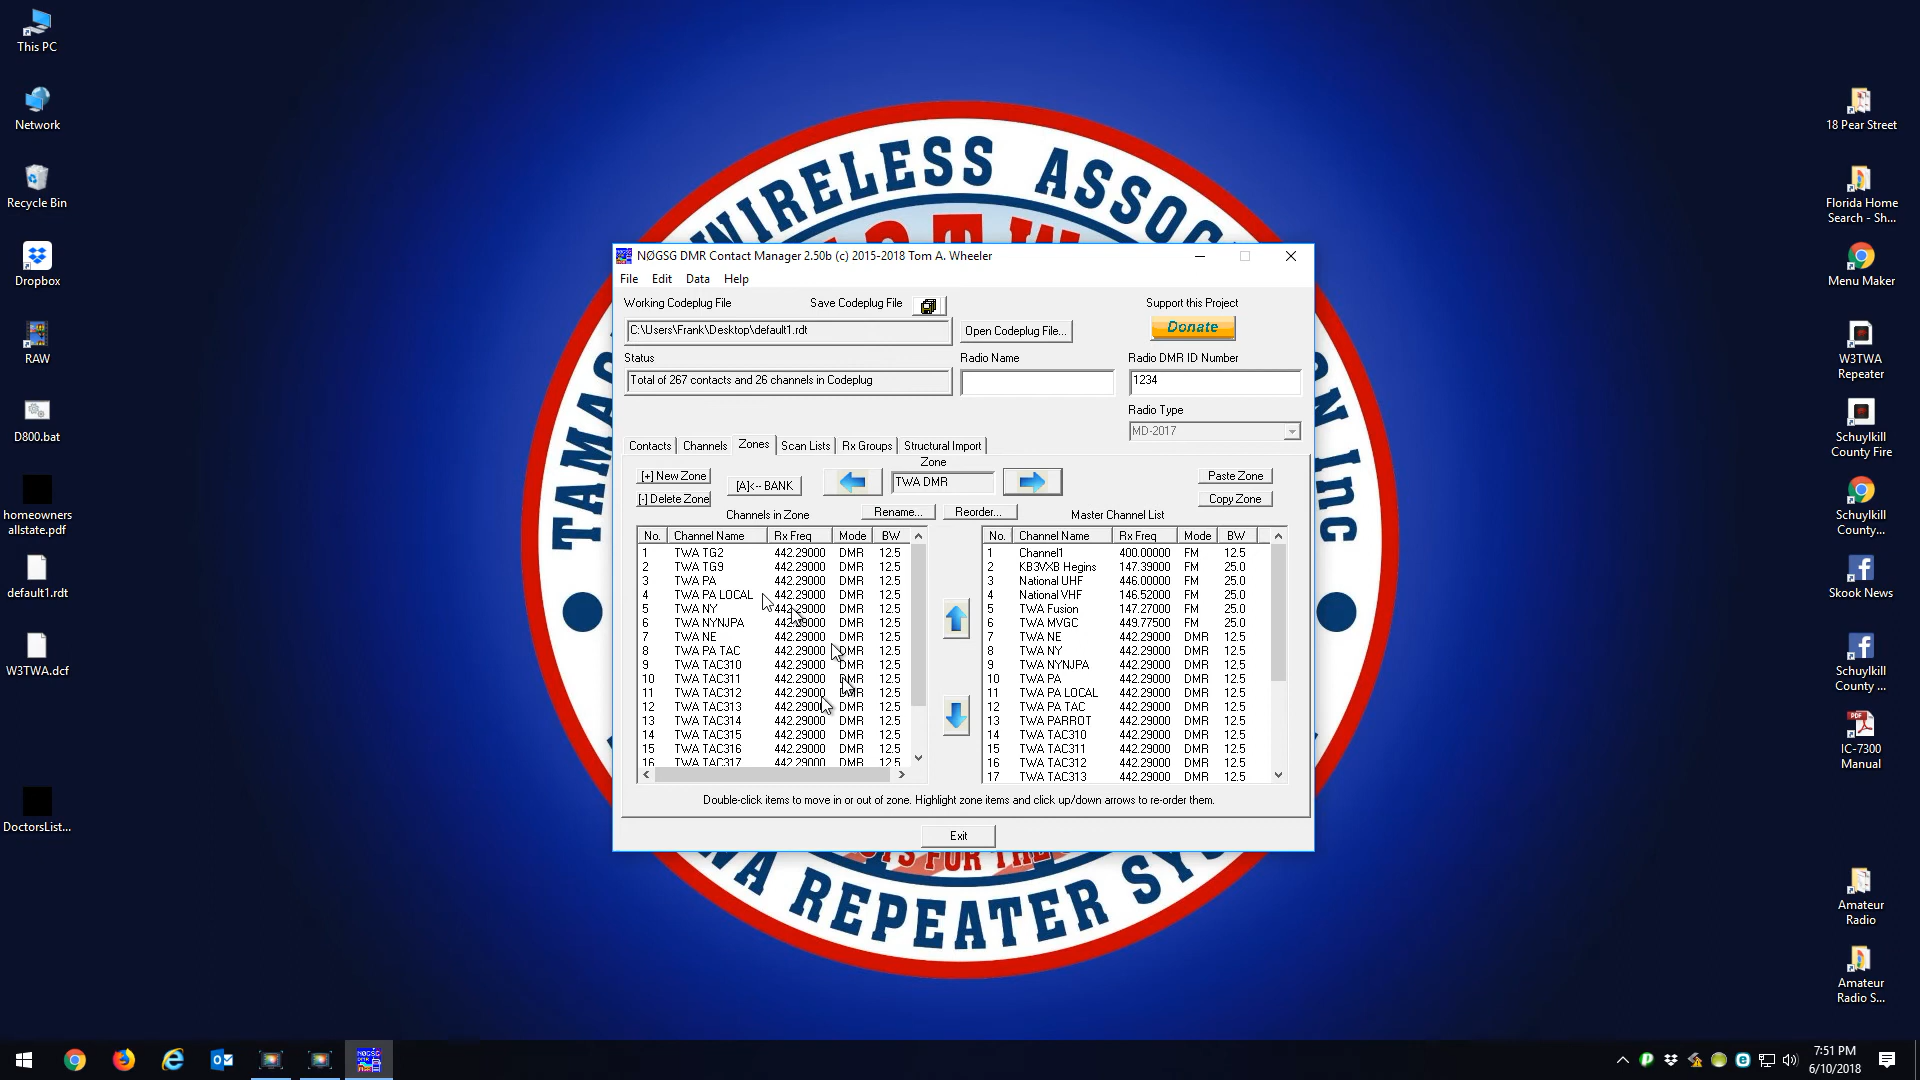 This PC
Network
Recycle Bin
Dropbox
RAW
D800.bat
homeowners
allstate.pdf
default1.rdt
W3TWA.dcf
DoctorsList...
WIRELESS ASSOC
NØGSG DMR Contact Manager 2.50b (c) 2015-2018 Tom A. Wheeler
File Edit Data Help
Working Codeplug File Save Codeplug File Support this Project
C:\Users\Frank\Desktop\default1.rdt Open Codeplug File... Donate
Status Radio Name Radio DMR ID Number
Total of 267 contacts and 26 channels in Codeplug 1234
Radio Type
MD-2017
Contacts Channels Zones Scan Lists Rx Groups Structural Import
Zone
[+] New Zone [A]<-- BANK TWA DMR Paste Zone
[-] Delete Zone Copy Zone
Channels in Zone Rename... Reorder... Master Channel List
No. Channel Name Rx Freq Mode BW
1 TWA TG2 442.29000 DMR 12.5
2 TWA TG9 442.29000 DMR 12.5
3 TWA PA 442.29000 DMR 12.5
4 TWA PA LOCAL 442.29000 DMR 12.5
5 TWA NY 442.29000 DMR 12.5
6 TWA NYNJPA 442.29000 DMR 12.5
7 TWA NE 442.29000 DMR 12.5
8 TWA PA TAC 442.29000 DMR 12.5
9 TWA TAC310 442.29000 DMR 12.5
10 TWA TAC311 442.29000 DMR 12.5
11 TWA TAC312 442.29000 DMR 12.5
12 TWA TAC313 442.29000 DMR 12.5
13 TWA TAC314 442.29000 DMR 12.5
14 TWA TAC315 442.29000 DMR 12.5
15 TWA TAC316 442.29000 DMR 12.5
16 TWA TAC317 442.29000 DMR 12.5
No. Channel Name Rx Freq Mode BW
1 Channel1 400.00000 FM 12.5
2 KB3VXB Hegins 147.39000 FM 25.0
3 National UHF 446.00000 FM 25.0
4 National VHF 146.52000 FM 25.0
5 TWA Fusion 147.27000 FM 25.0
6 TWA MVGC 449.77500 FM 25.0
7 TWA NE 442.29000 DMR 12.5
8 TWA NY 442.29000 DMR 12.5
9 TWA NYNJPA 442.29000 DMR 12.5
10 TWA PA 442.29000 DMR 12.5
11 TWA PA LOCAL 442.29000 DMR 12.5
12 TWA PA TAC 442.29000 DMR 12.5
13 TWA PARROT 442.29000 DMR 12.5
14 TWA TAC310 442.29000 DMR 12.5
15 TWA TAC311 442.29000 DMR 12.5
16 TWA TAC312 442.29000 DMR 12.5
17 TWA TAC313 442.29000 DMR 12.5
Double-click items to move in or out of zone. Highlight zone items and click up/down arrows to re-order them.
Exit
TAMA
Inc
WA REPEATER SYS
18 Pear Street
Florida Home
Search - Sh...
Menu Maker
W3TWA
Repeater
Schuylkill
County Fire
Schuylkill
County...
Skook News
Schuylkill
County ...
PDF
IC-7300
Manual
Amateur
Radio
Amateur
Radio S...
7:51 PM
6/10/2018